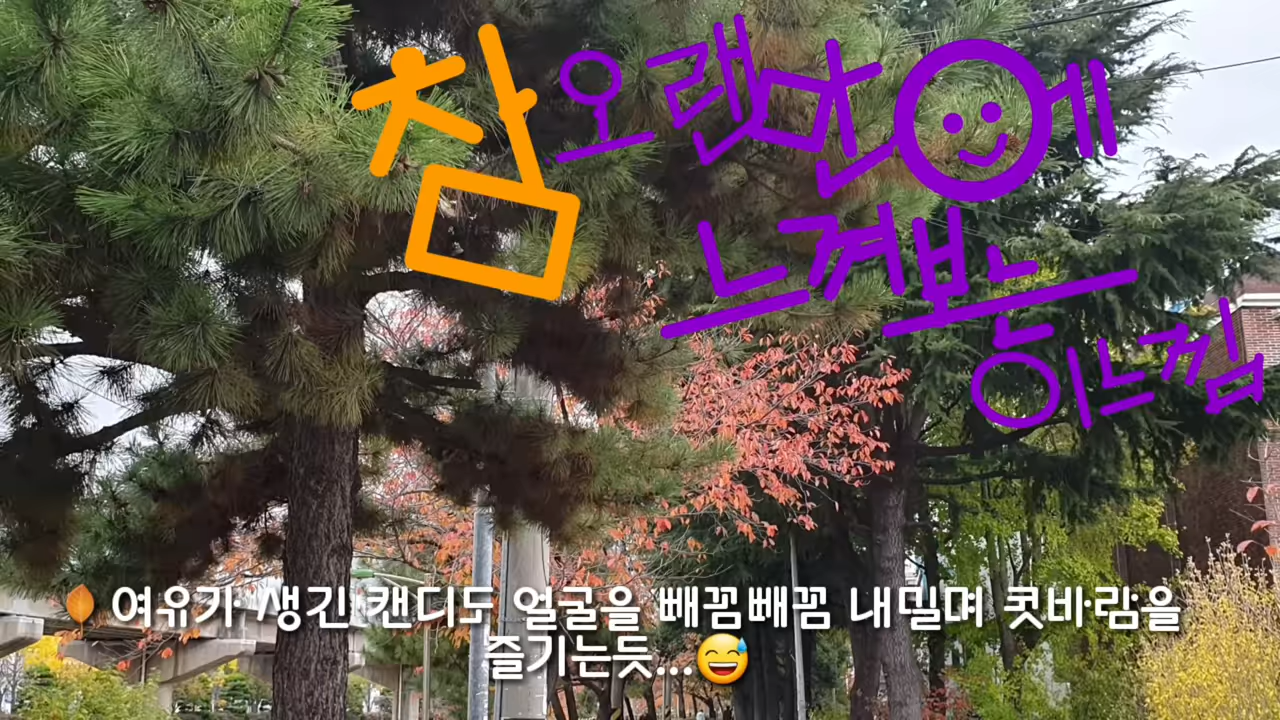 참 오랜만에
느껴보는
이느낌
여유가 생긴 캔디도 얼굴을 빼꼼빼꼼 내밀며 콧바람을
즐기는듯...😅